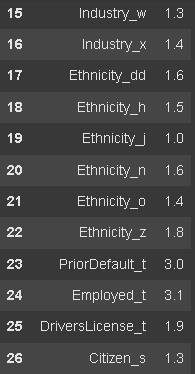 15 Industry_w 1.3
16 Industry_x 1.4
17 Ethnicity_dd 1.6
18 Ethnicity_h 1.5
19 Ethnicity_j 1.0
20 Ethnicity_n 1.6
21 Ethnicity_o 1.4
22 Ethnicity_z 1.8
23 PriorDefault_t 3.0
24 Employed_t 3.1
25 DriversLicense_t 1.9
26 Citizen_s 1.3